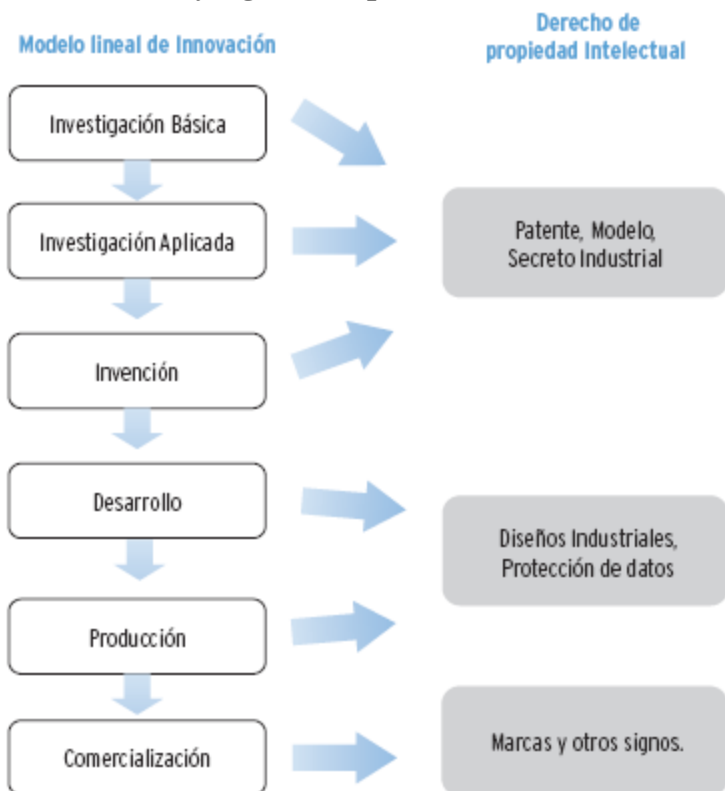 Modelo lineal de Innovación
Derecho de
propiedad Intelectual
Investigación Básica
Investigación Aplicada
Patente, Modelo,
Secreto Industrial
Invención
Desarrollo
Diseños Industriales,
Protección de datos
Producción
Comercialización
Marcas y otros signos.